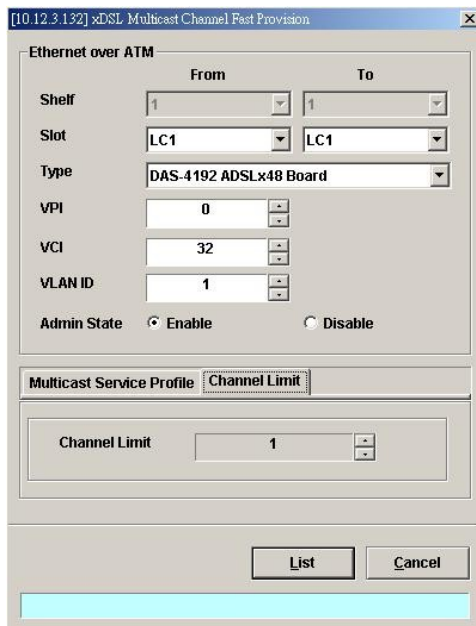 [10.12.3.132] xDSL Multicast Channel Fast Provision
Ethernet over ATM
From To
Shelf 1 1
Slot LC1 LC1
Type DAS-4192 ADSLx48 Board
VPI 0
VCI 32
VLAN ID 1
Admin State Enable Disable
Multicast Service Profile Channel Limit
Channel Limit 1
List Cancel